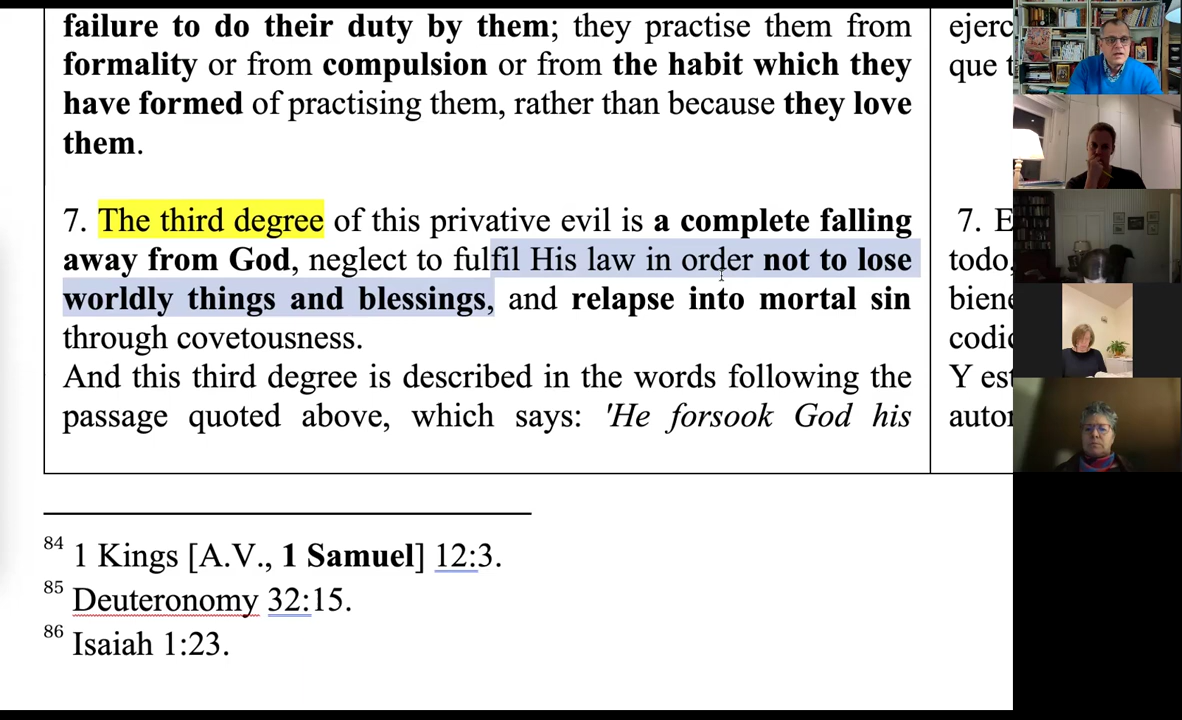 failure to do their duty by them; they practise them from
formality or from compulsion or from the habit which they
have formed of practising them, rather than because they love
them.
7. The third degree of this privative evil is a complete falling
away from God, neglect to fulfil His law in order not to lose
worldly things and blessings, and relapse into mortal sin
through covetousness.
And this third degree is described in the words following the
passage quoted above, which says: 'He forsook God his
ejerc
que t
7. E
todo,
biene
codic
Y est
autor
84 1 Kings [A.V., 1 Samuel] 12:3.
85 Deuteronomy 32:15.
86 Isaiah 1:23.